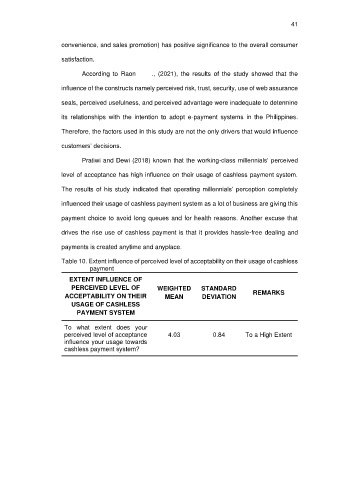 41
convenience, and sales promotion) has positive significance to the overall consumer
satisfaction.
According to Raon ., (2021), the results of the study showed that the
influence of the constructs namely perceived risk, trust, security, use of web assurance
seals, perceived usefulness, and perceived advantage were inadequate to determine
its relationships with the intention to adopt e-payment systems in the Philippines.
Therefore, the factors used in this study are not the only drivers that would influence
customers' decisions.
Pratiwi and Dewi (2018) known that the working-class millennials' perceived
level of acceptance has high influence on their usage of cashless payment system.
The results of his study indicated that operating millennials' perception completely
influenced their usage of cashless payment system as a lot of business are giving this
payment choice to avoid long queues and for health reasons. Another excuse that
drives the rise use of cashless payment is that it provides hassle-free dealing and
payments is created anytime and anyplace.
Table 10. Extent influence of perceived level of acceptability on their usage of cashless
payment
EXTENT INFLUENCE OF
PERCEIVED LEVEL OF
ACCEPTABILITY ON THEIR
USAGE OF CASHLESS
PAYMENT SYSTEM
WEIGHTED
MEAN
STANDARD
DEVIATION
REMARKS
To what extent does your
perceived level of acceptance
influence your usage towards
cashless payment system?
4.03
0.84
To a High Extent